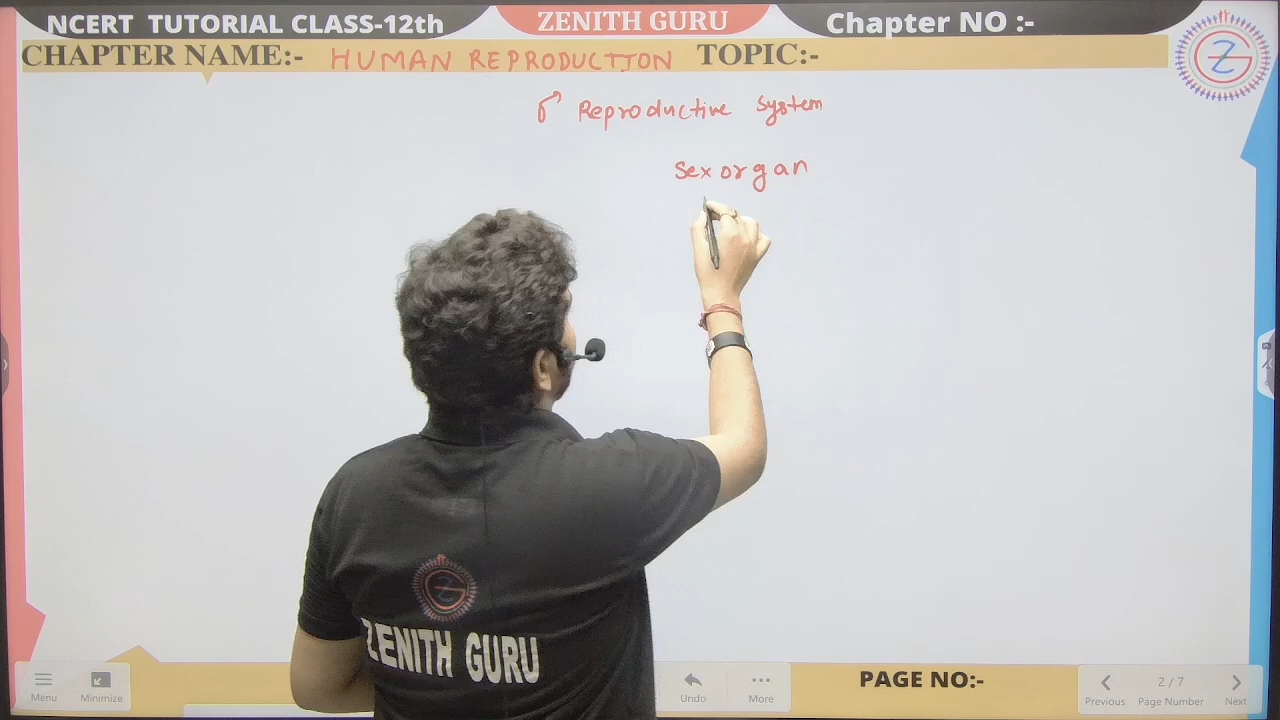 NCERT TUTORIAL CLASS-12th
ZENITH GURU
Chapter NO :-
CHAPTER NAME:- HUMAN REPRODUCTION TOPIC:-
♂ Reproductive System
Sex organ
ZENITH GURU
PAGE NO:-
Menu
Minimize
Undo
More
Previous
2 / 7
Page Number
Next